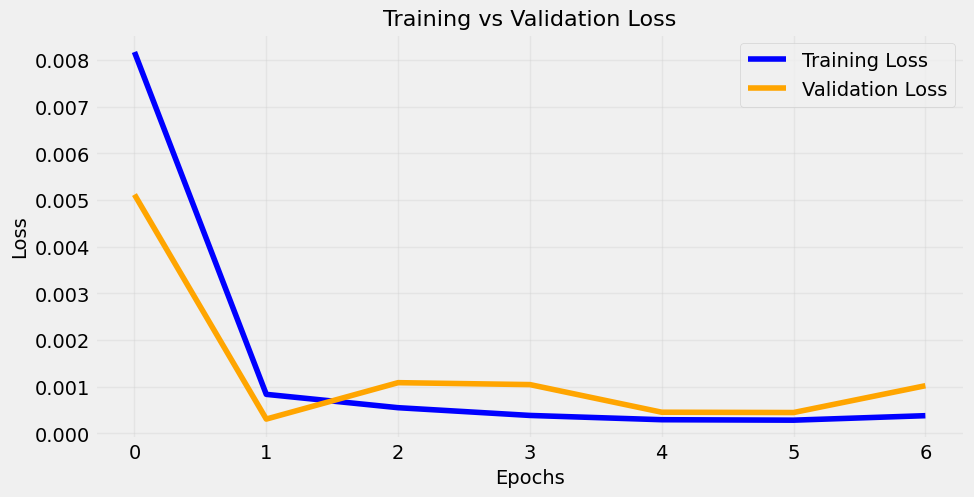 Training vs Validation Loss
Training Loss
Validation Loss
0.008
0.007
0.006
0.005
0.004
0.003
0.002
0.001
0.000
Loss
0 1 2 3 4 5 6
Epochs